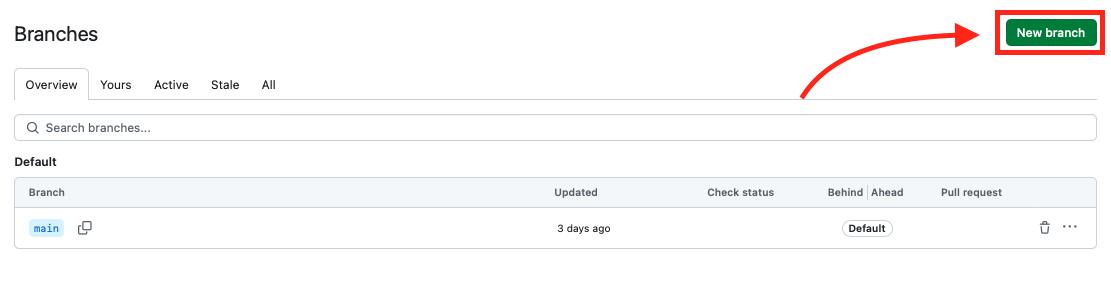 Branches
New branch
Overview Yours Active Stale All
Search branches...
Default
Branch Updated Check status Behind Ahead Pull request
main 3 days ago Default